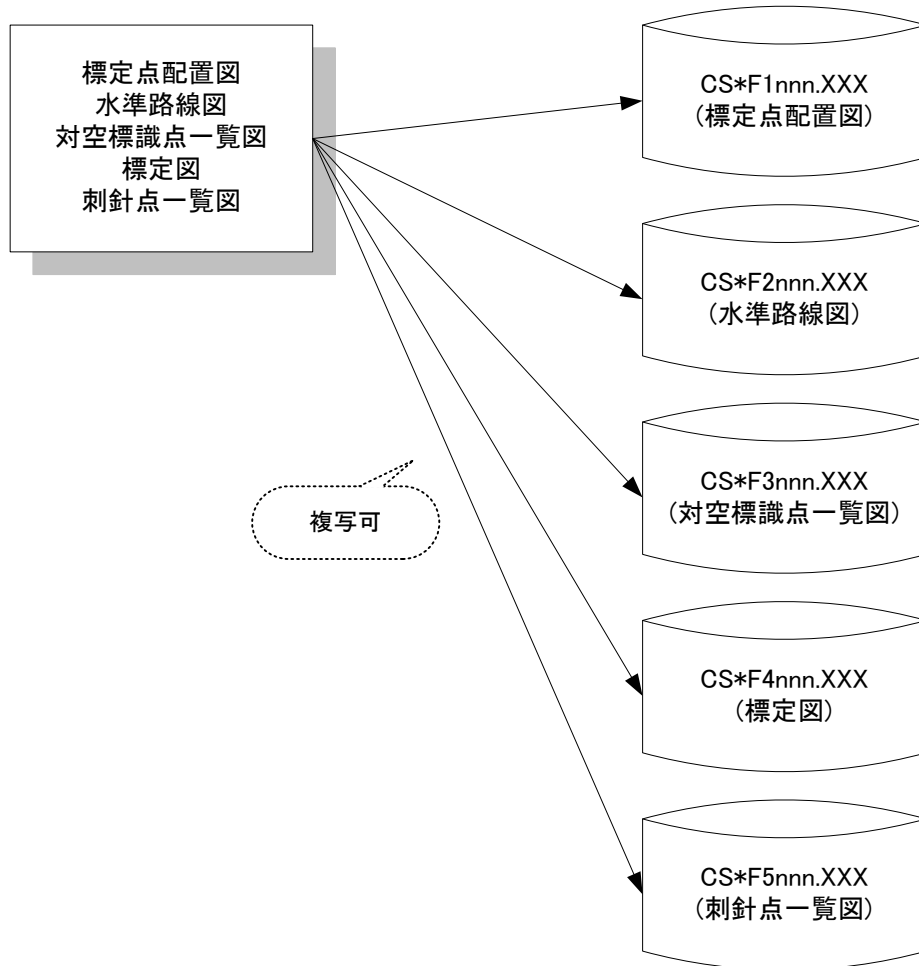 標定点配置図
水準路線図
対空標識点一覧図
標定図
刺針点一覧図
CS*F1nnn.XXX
(標定点配置図)
CS*F2nnn.XXX
(水準路線図)
CS*F3nnn.XXX
(対空標識点一覧図)
複写可
CS*F4nnn.XXX
(標定図)
CS*F5nnn.XXX
(刺針点一覧図)